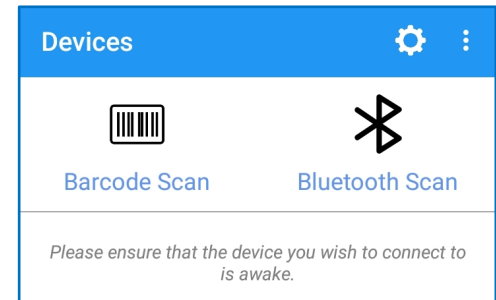 Devices
Barcode Scan
Bluetooth Scan
Please ensure that the device you wish to connect to
is awake.